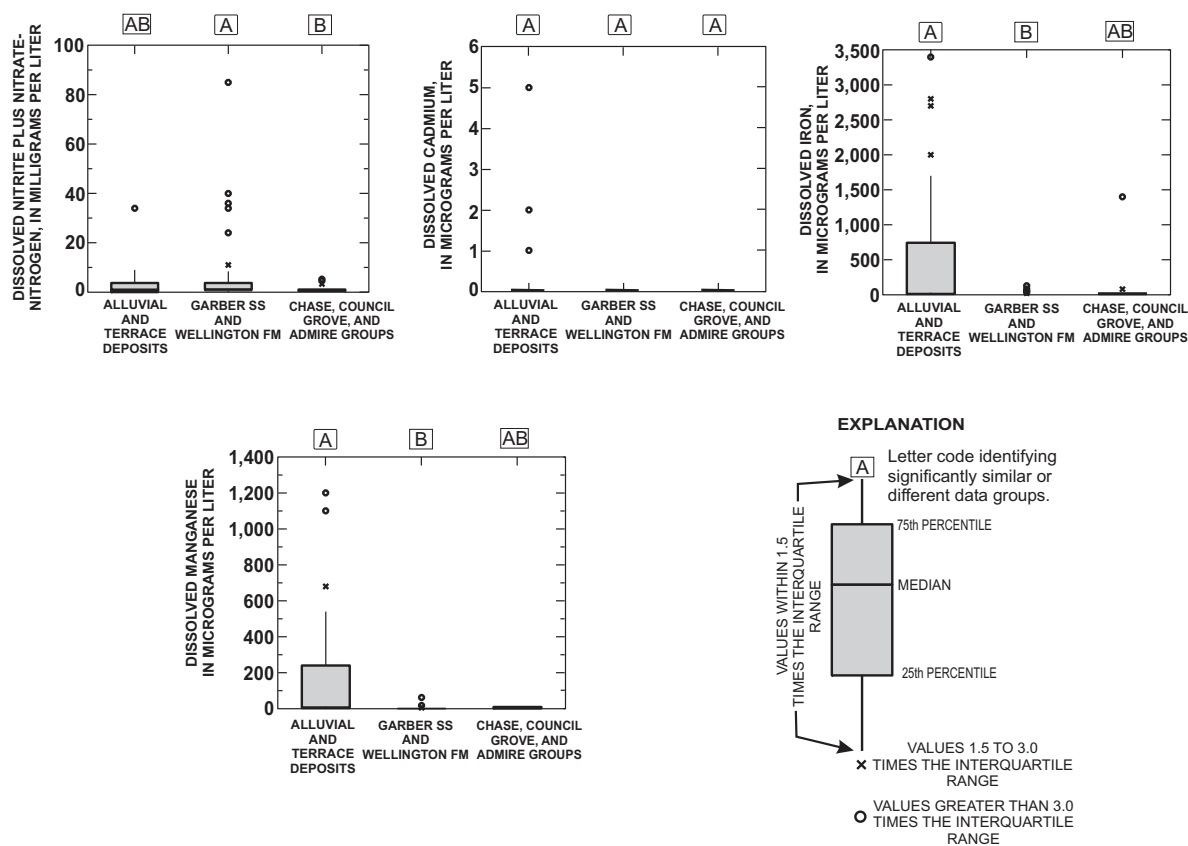 AB
A
B
DISSOLVED NITRITE PLUS NITRATE-
NITROGEN, IN MILLIGRAMS PER LITER
100
80
60
40
20
0
ALLUVIAL
AND
TERRACE
DEPOSITS
GARBER SS
AND
WELLINGTON FM
CHASE, COUNCIL
GROVE, AND
ADMIRE GROUPS
A
A
A
DISSOLVED CADMIUM,
IN MICROGRAMS PER LITER
6
5
4
3
2
1
0
ALLUVIAL
AND
TERRACE
DEPOSITS
GARBER SS
AND
WELLINGTON FM
CHASE, COUNCIL
GROVE, AND
ADMIRE GROUPS
A
B
AB
DISSOLVED IRON,
IN MICROGRAMS PER LITER
3,500
3,000
2,500
2,000
1,500
1,000
500
0
ALLUVIAL
AND
TERRACE
DEPOSITS
GARBER SS
AND
WELLINGTON FM
CHASE, COUNCIL
GROVE, AND
ADMIRE GROUPS
A
B
AB
DISSOLVED MANGANESE
IN MICROGRAMS PER LITER
1,400
1,200
1,000
800
600
400
200
0
ALLUVIAL
AND
TERRACE
DEPOSITS
GARBER SS
AND
WELLINGTON FM
CHASE, COUNCIL
GROVE, AND
ADMIRE GROUPS
EXPLANATION
A
Letter code identifying
significantly similar or
different data groups.
VALUES WITHIN 1.5
TIMES THE INTERQUARTILE
RANGE
75th PERCENTILE
MEDIAN
25th PERCENTILE
VALUES 1.5 TO 3.0
TIMES THE INTERQUARTILE
RANGE
VALUES GREATER THAN 3.0
TIMES THE INTERQUARTILE
RANGE